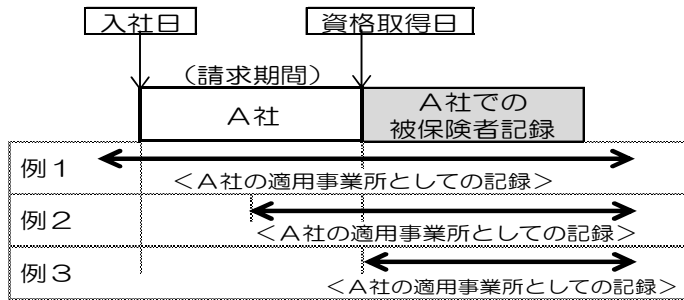 入社日
資格取得日
（請求期間）
Ａ社
Ａ社での
被保険者記録
例１
＜Ａ社の適用事業所としての記録＞
例２
＜Ａ社の適用事業所としての記録＞
例３
＜Ａ社の適用事業所としての記録＞